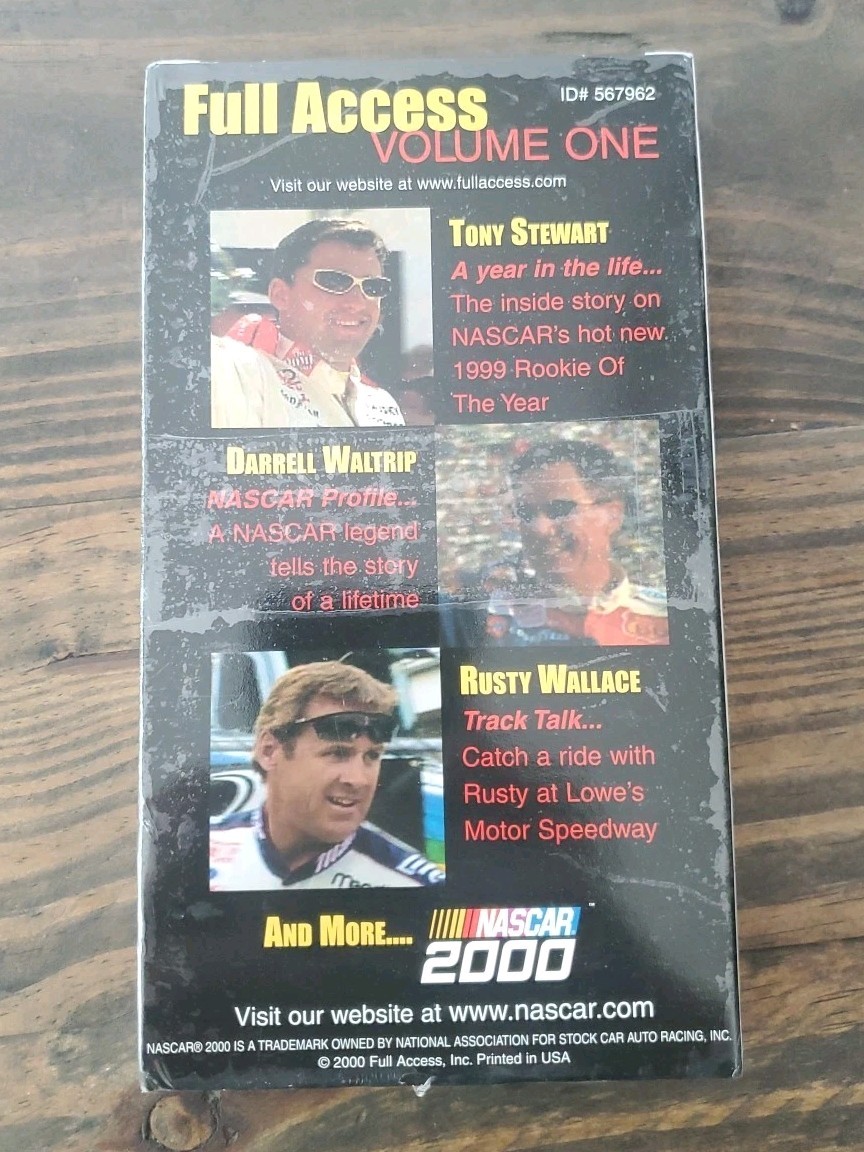 Full Access
ID# 567962
VOLUME ONE
Visit our website at www.fullaccess.com
TONY STEWART
A year in the life...
The inside story on
NASCAR's hot new
1999 Rookie Of
The Year
DARRELL WALTRIP
NASCAR Profile...
A NASCAR legend
tells the story
of a lifetime
RUSTY WALLACE
Track Talk...
Catch a ride with
Rusty at Lowe's
Motor Speedway
AND MORE....
NASCAR ™
2000
Visit our website at www.nascar.com
NASCAR® 2000 IS A TRADEMARK OWNED BY NATIONAL ASSOCIATION FOR STOCK CAR AUTO RACING, INC.
© 2000 Full Access, Inc. Printed in USA